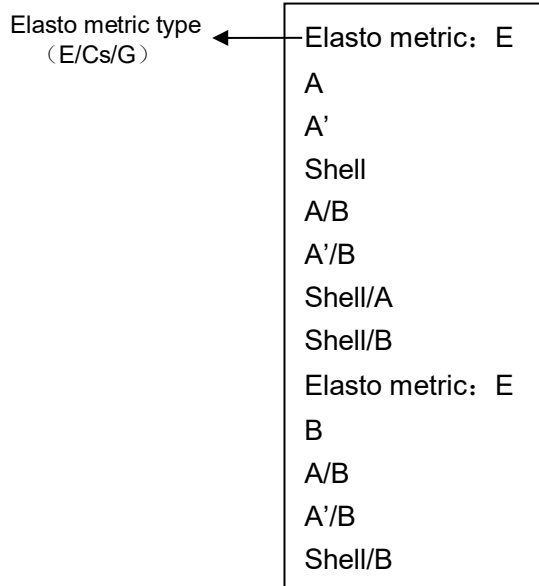 Elasto metric type
（E/Cs/G）
Elasto metric：E
A
A’
Shell
A/B
A’/B
Shell/A
Shell/B
Elasto metric：E
B
A/B
A’/B
Shell/B